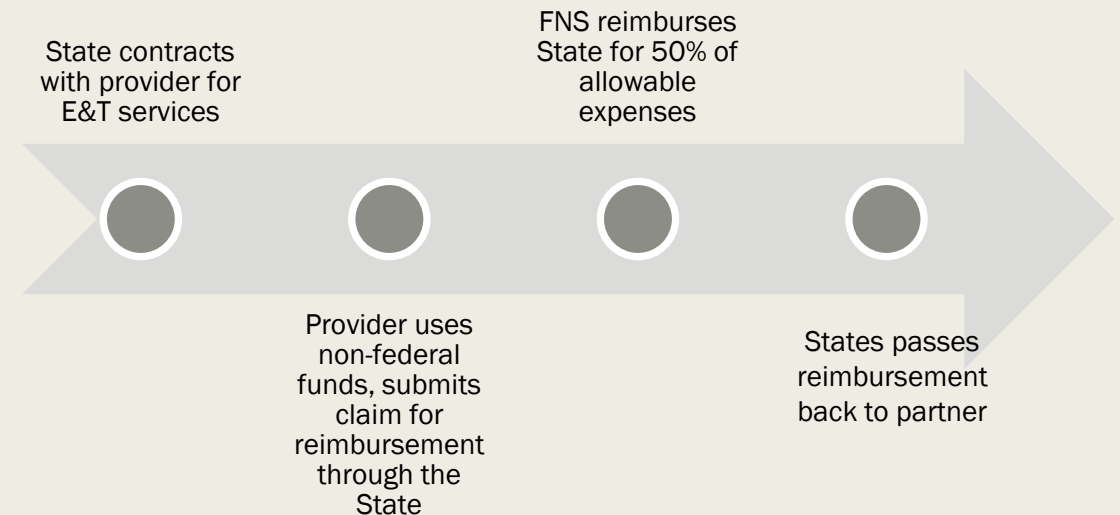 State contracts
with provider for
E&T services
Provider uses
non-federal
funds, submits
claim for
reimbursement
through the
State
FNS reimburses
State for 50% of
allowable
expenses
States passes
reimbursement
back to partner